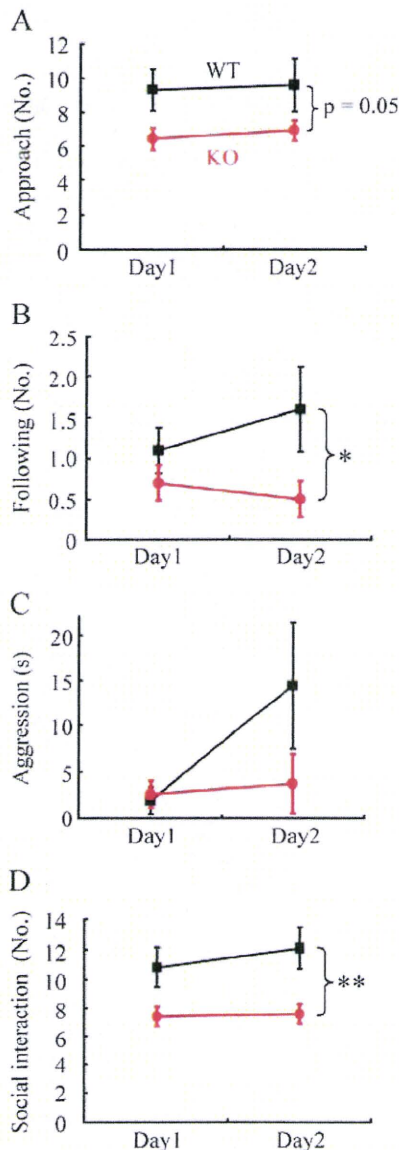 A
Approach (No.)
12
10
8
6
4
2
0
WT
KO
p = 0.05
Day1 Day2
B
Following (No.)
2.5
2.0
1.5
1.0
0.5
0
*
Day1 Day2
C
Aggression (s)
20
15
10
5
0
Day1 Day2
D
Social interaction (No.)
14
12
10
8
6
4
2
0
**
Day1 Day2